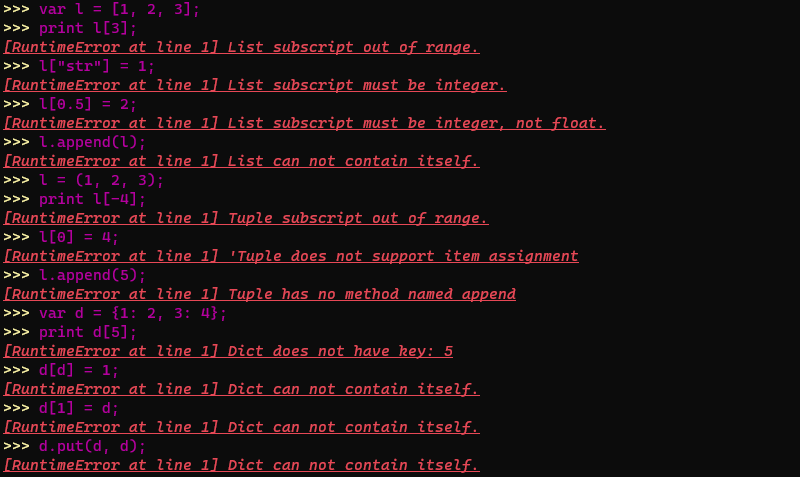 >>> var l = [1, 2, 3];
>>> print l[3];
[RuntimeError at line 1] List subscript out of range.
>>> l["str"] = 1;
[RuntimeError at line 1] List subscript must be integer.
>>> l[0.5] = 2;
[RuntimeError at line 1] List subscript must be integer, not float.
>>> l.append(l);
[RuntimeError at line 1] List can not contain itself.
>>> l = (1, 2, 3);
>>> print l[-4];
[RuntimeError at line 1] Tuple subscript out of range.
>>> l[0] = 4;
[RuntimeError at line 1] 'Tuple does not support item assignment
>>> l.append(5);
[RuntimeError at line 1] Tuple has no method named append
>>> var d = {1: 2, 3: 4};
>>> print d[5];
[RuntimeError at line 1] Dict does not have key: 5
>>> d[d] = 1;
[RuntimeError at line 1] Dict can not contain itself.
>>> d[1] = d;
[RuntimeError at line 1] Dict can not contain itself.
>>> d.put(d, d);
[RuntimeError at line 1] Dict can not contain itself.